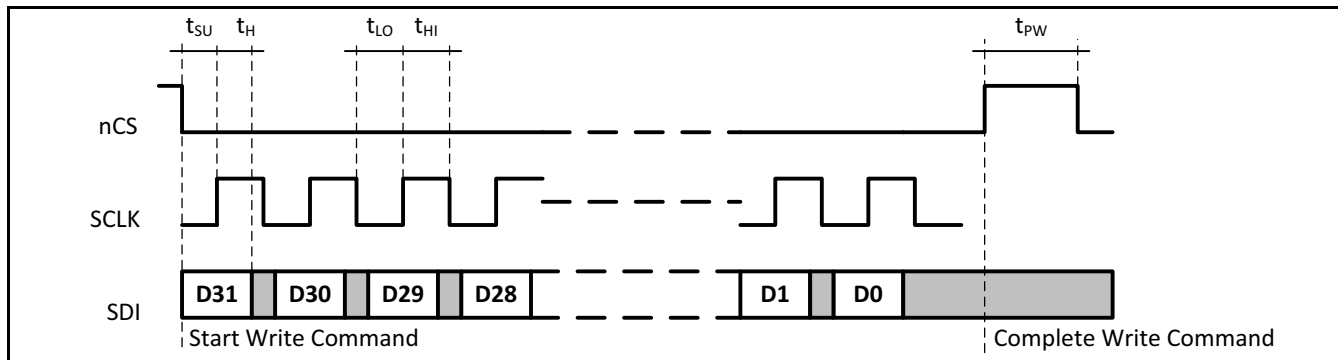 tSU tH tLO tHI tPW
nCS
SCLK
SDI D31 D30 D29 D28 D1 D0
Start Write Command Complete Write Command